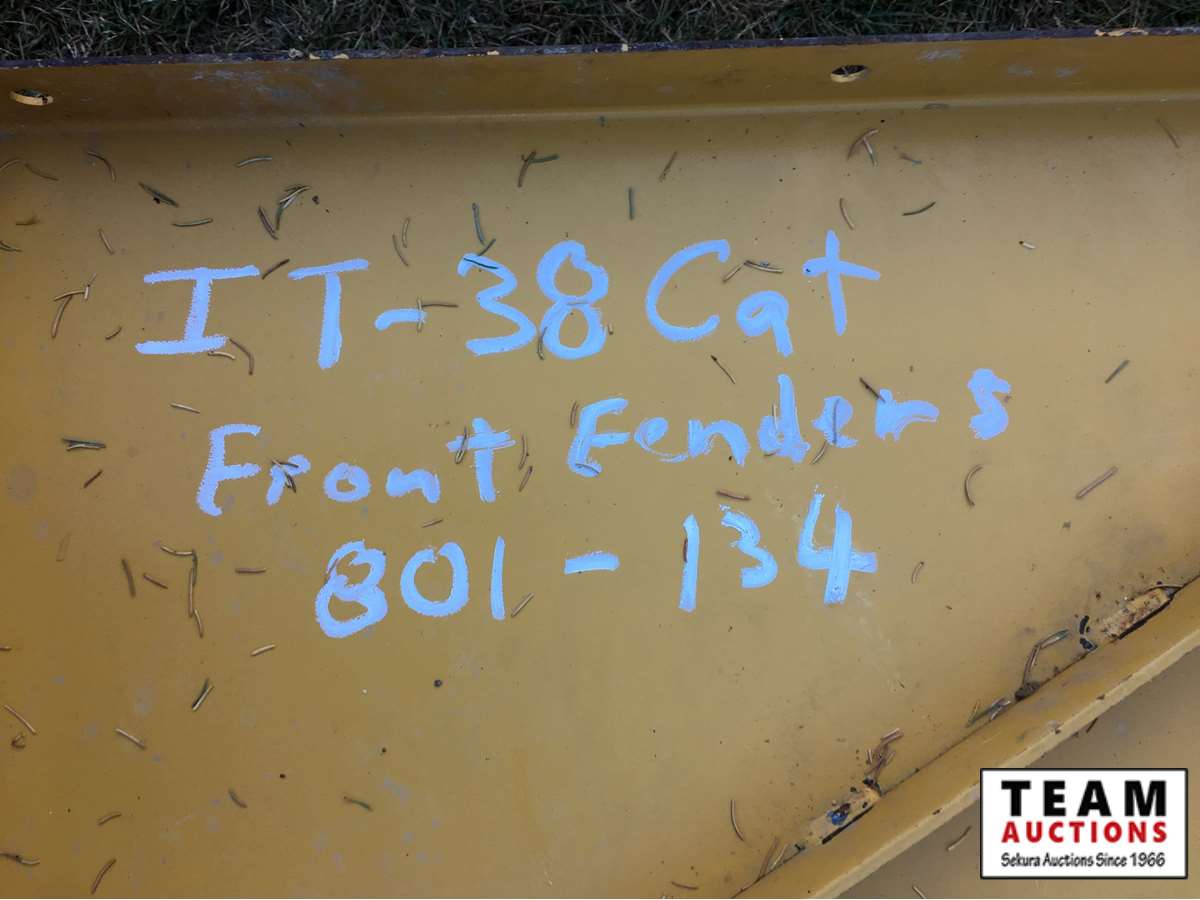 IT-38 Cat
Front Fenders
801-134
TEAM
AUCTIONS
Sekura Auctions Since 1966